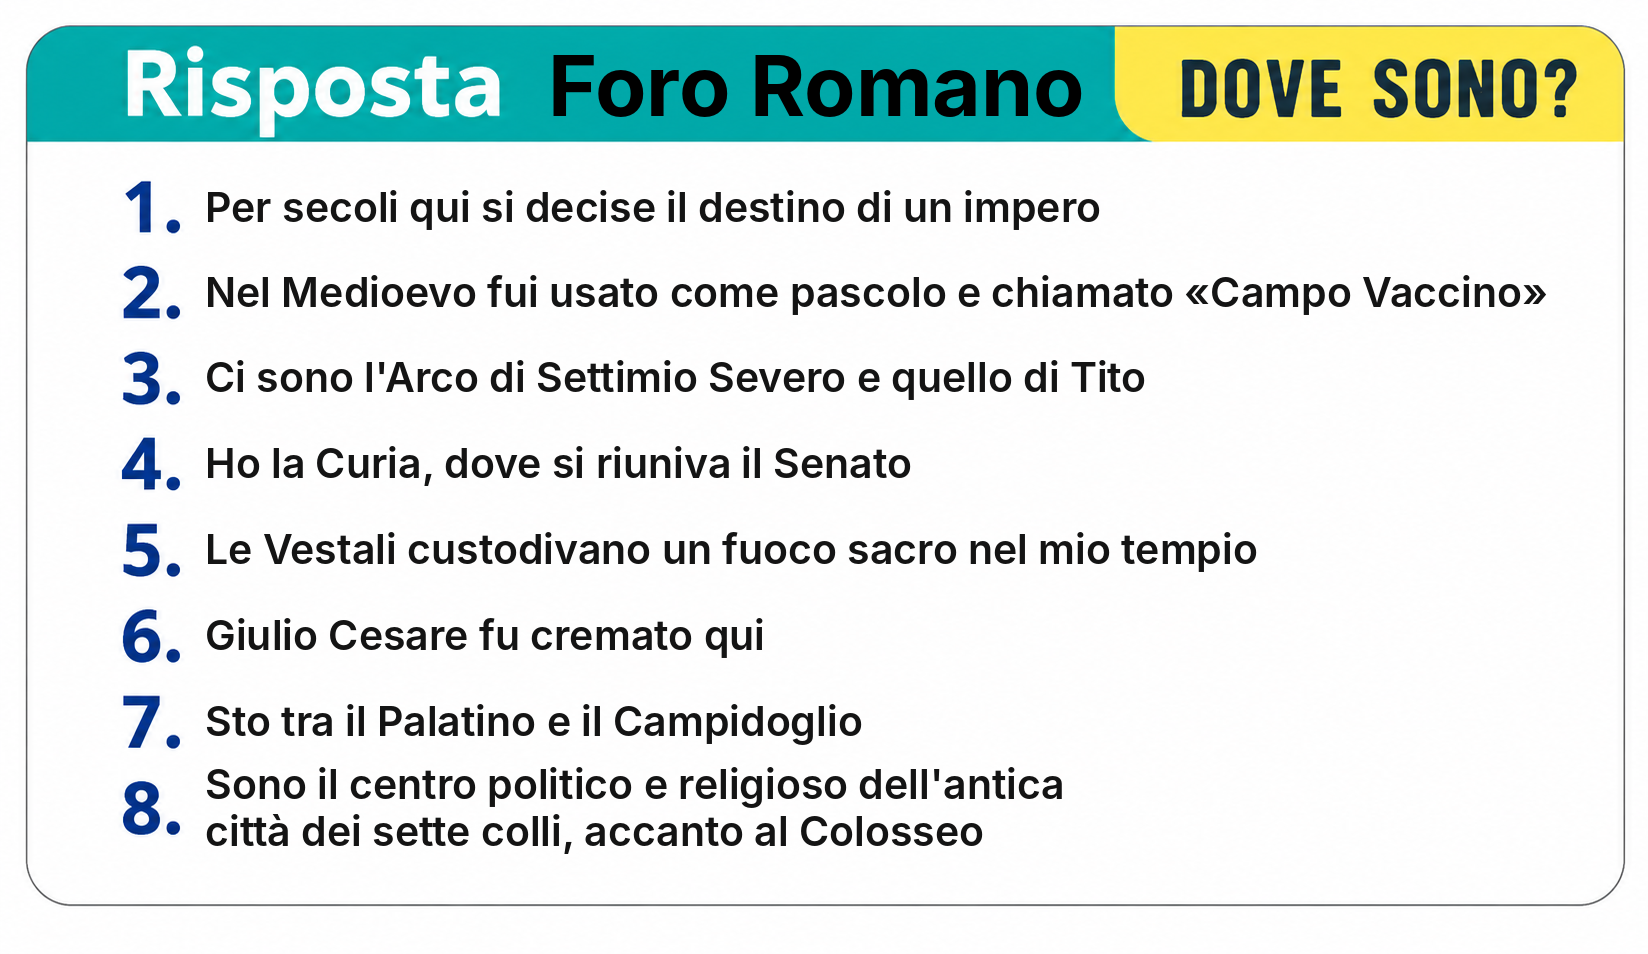 Risposta Foro Romano DOVE SONO?
1. Per secoli qui si decise il destino di un impero
2. Nel Medioevo fui usato come pascolo e chiamato «Campo Vaccino»
3. Ci sono l'Arco di Settimio Severo e quello di Tito
4. Ho la Curia, dove si riuniva il Senato
5. Le Vestali custodivano un fuoco sacro nel mio tempio
6. Giulio Cesare fu cremato qui
7. Sto tra il Palatino e il Campidoglio
8. Sono il centro politico e religioso dell'antica
città dei sette colli, accanto al Colosseo